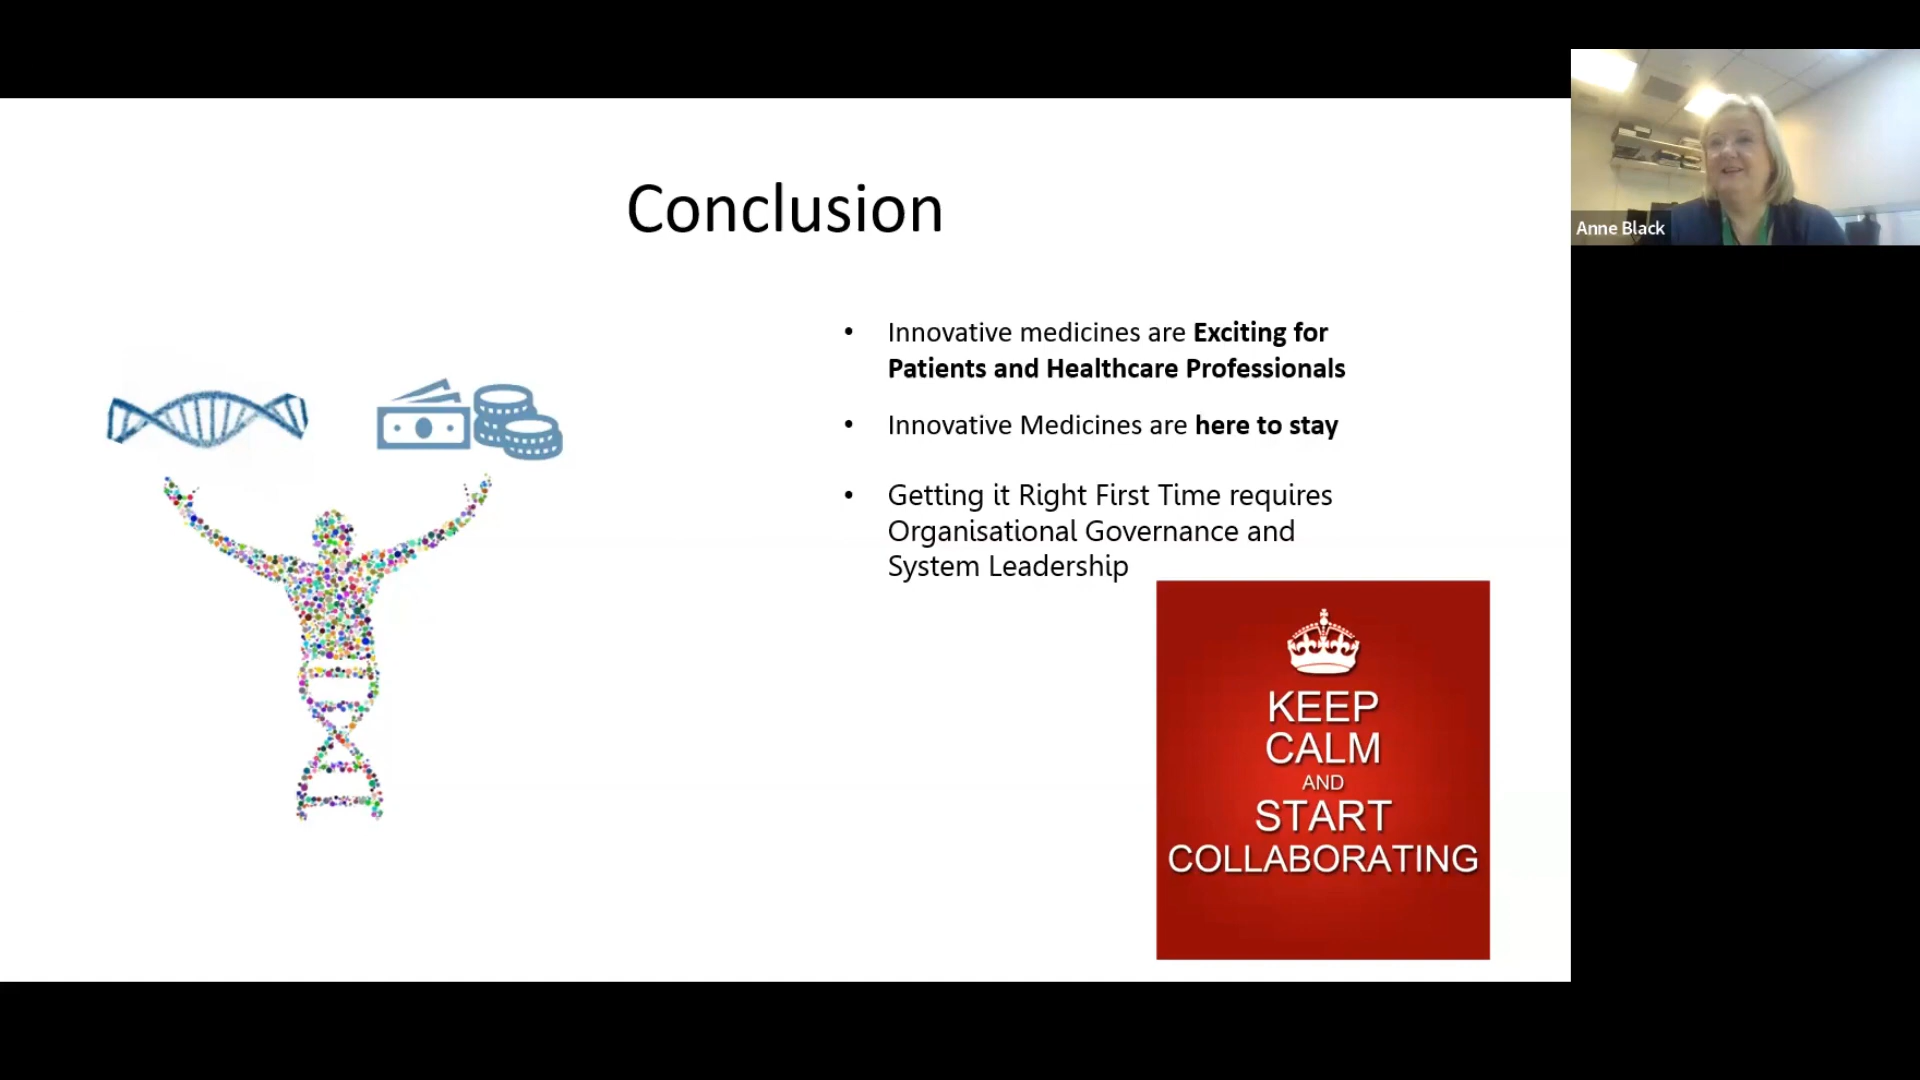 Conclusion
• Innovative medicines are Exciting for
Patients and Healthcare Professionals
• Innovative Medicines are here to stay
• Getting it Right First Time requires
Organisational Governance and
System Leadership
KEEP
CALM
AND
START
COLLABORATING
Anne Black